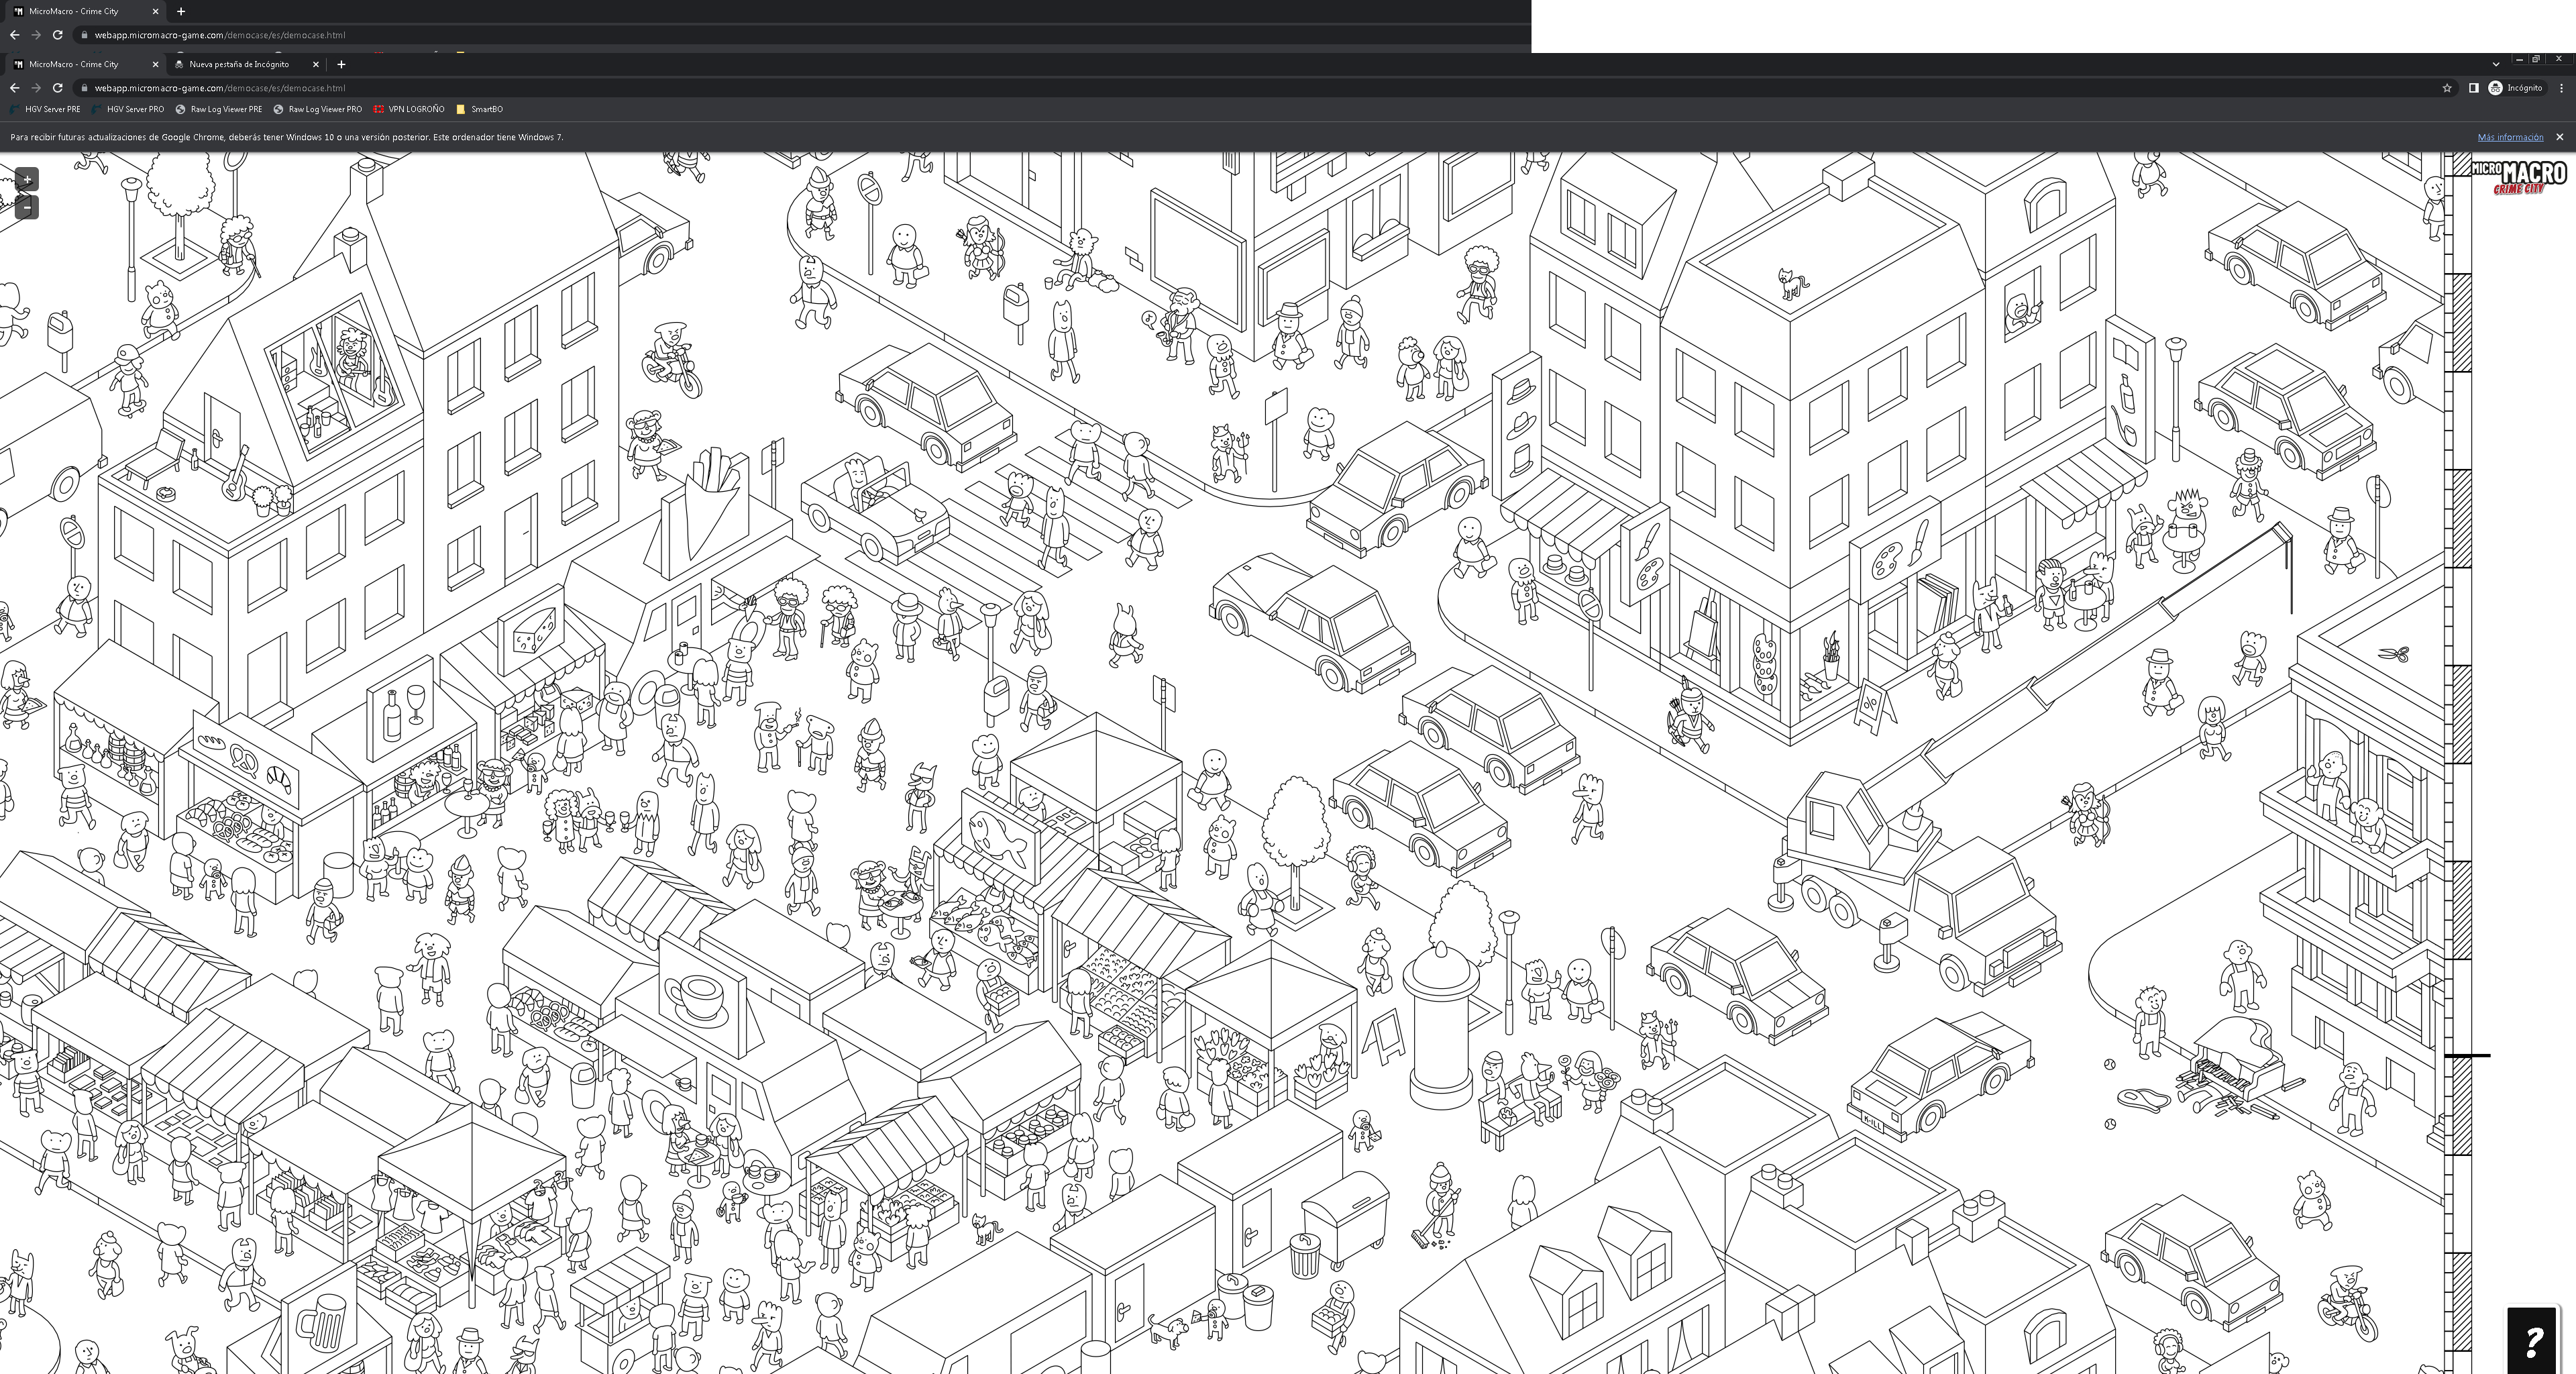 MicroMacro - Crime City
webapp.micromacro-game.com/democase/es/democase.html
MicroMacro - Crime City
Nueva pestaña de Incógnito
webapp.micromacro-game.com/democase/es/democase.html
Incógnito
HGV Server PRE
HGV Server PRO
Raw Log Viewer PRE
Raw Log Viewer PRO
VPN LOGROÑO
SmartBO
Para recibir futuras actualizaciones de Google Chrome, deberás tener Windows 10 o una versión posterior. Este ordenador tiene Windows 7.
Más información
+
-
MICRO MACRO
CRIME CITY
M-ILL
?